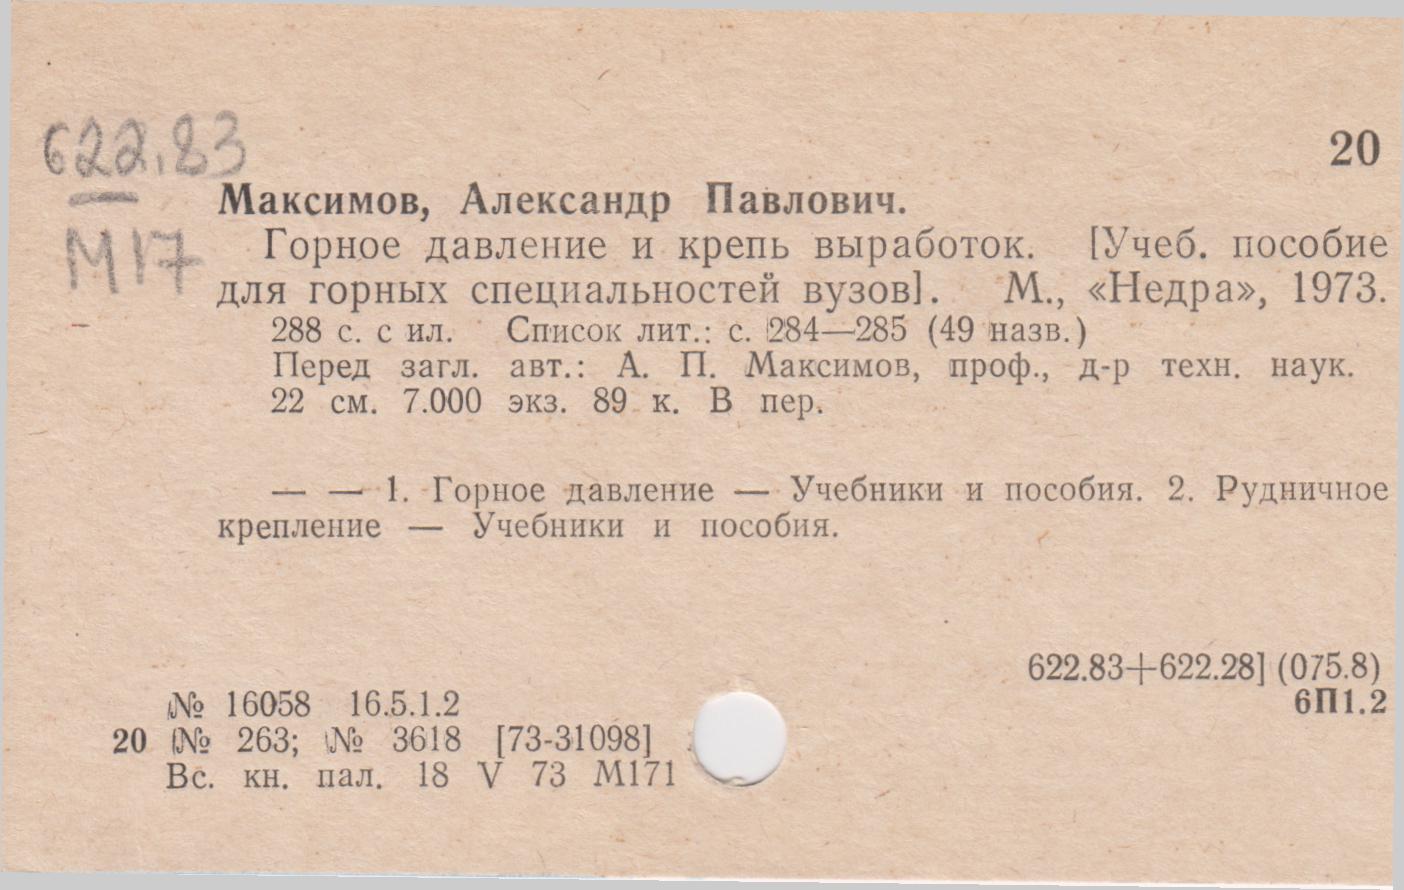 622.83
20
Максимов, Александр Павлович.
М17
Горное давление и крепь выработок. [Учеб. пособие
для горных специальностей вузов]. М., «Недра», 1973.
288 с. с ил. Список лит.: с. 284—285 (49 назв.)
Перед загл. авт.: А. П. Максимов, проф., д-р техн. наук.
22 см. 7.000 экз. 89 к. В пер.
— — 1. Горное давление — Учебники и пособия. 2. Рудничное
крепление — Учебники и пособия.
622.83+622.28] (075.8)
6П1.2
№ 16058 16.5.1.2
20 № 263; № 3618 [73-31098]
Вс. кн. пал. 18 V 73 М171